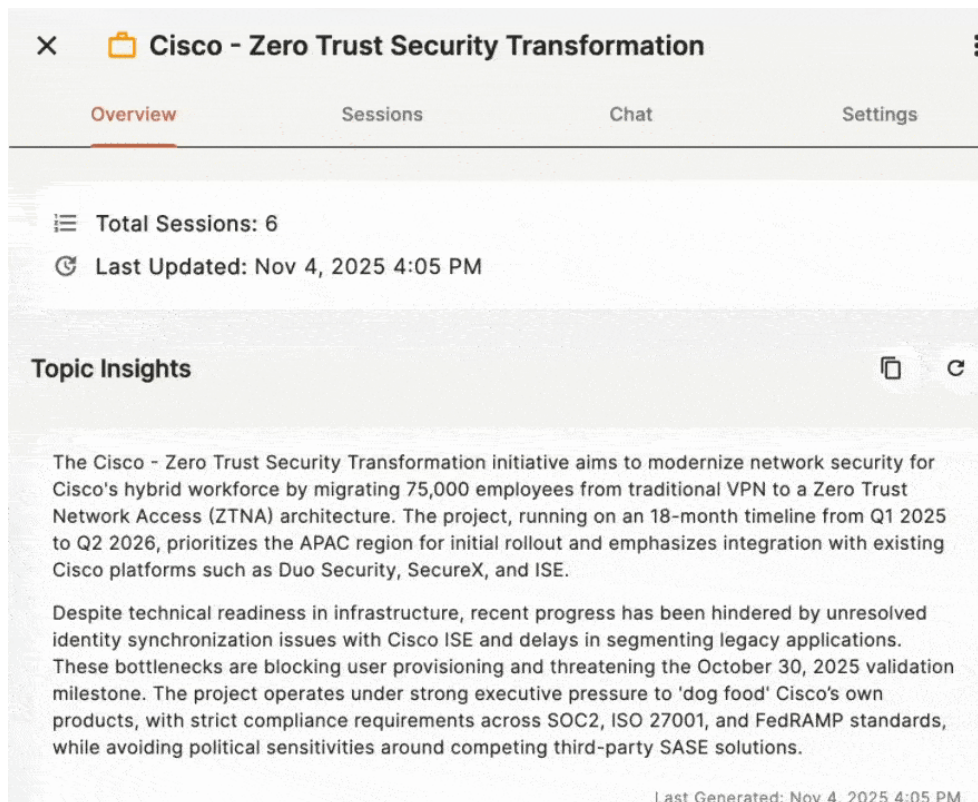 Cisco - Zero Trust Security Transformation
Overview Sessions Chat Settings
Total Sessions: 6
Last Updated: Nov 4, 2025 4:05 PM
Topic Insights
The Cisco - Zero Trust Security Transformation initiative aims to modernize network security for
Cisco's hybrid workforce by migrating 75,000 employees from traditional VPN to a Zero Trust
Network Access (ZTNA) architecture. The project, running on an 18-month timeline from Q1 2025
to Q2 2026, prioritizes the APAC region for initial rollout and emphasizes integration with existing
Cisco platforms such as Duo Security, SecureX, and ISE.
Despite technical readiness in infrastructure, recent progress has been hindered by unresolved
identity synchronization issues with Cisco ISE and delays in segmenting legacy applications.
These bottlenecks are blocking user provisioning and threatening the October 30, 2025 validation
milestone. The project operates under strong executive pressure to 'dog food' Cisco’s own
products, with strict compliance requirements across SOC2, ISO 27001, and FedRAMP standards,
while avoiding political sensitivities around competing third-party SASE solutions.
Last Generated: Nov 4, 2025 4:05 PM